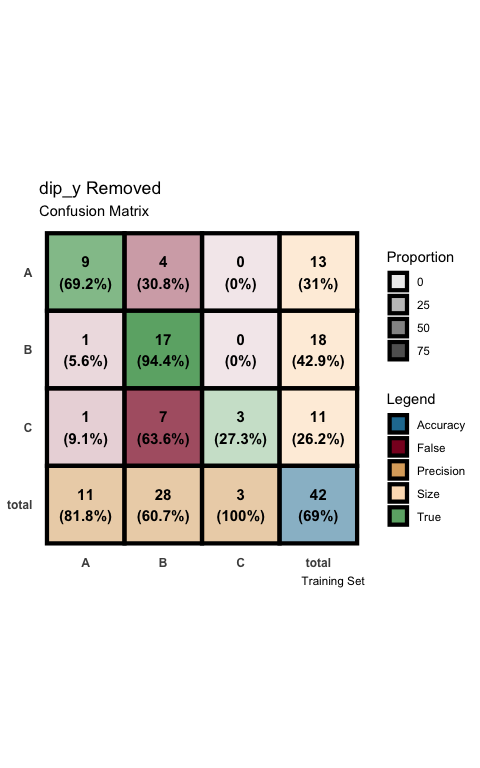 dip_y Removed
Confusion Matrix
A
9
(69.2%)
4
(30.8%)
0
(0%)
13
(31%)
B
1
(5.6%)
17
(94.4%)
0
(0%)
18
(42.9%)
C
1
(9.1%)
7
(63.6%)
3
(27.3%)
11
(26.2%)
total
11
(81.8%)
28
(60.7%)
3
(100%)
42
(69%)
A
B
C
total
Training Set
Proportion
0
25
50
75
Legend
Accuracy
False
Precision
Size
True